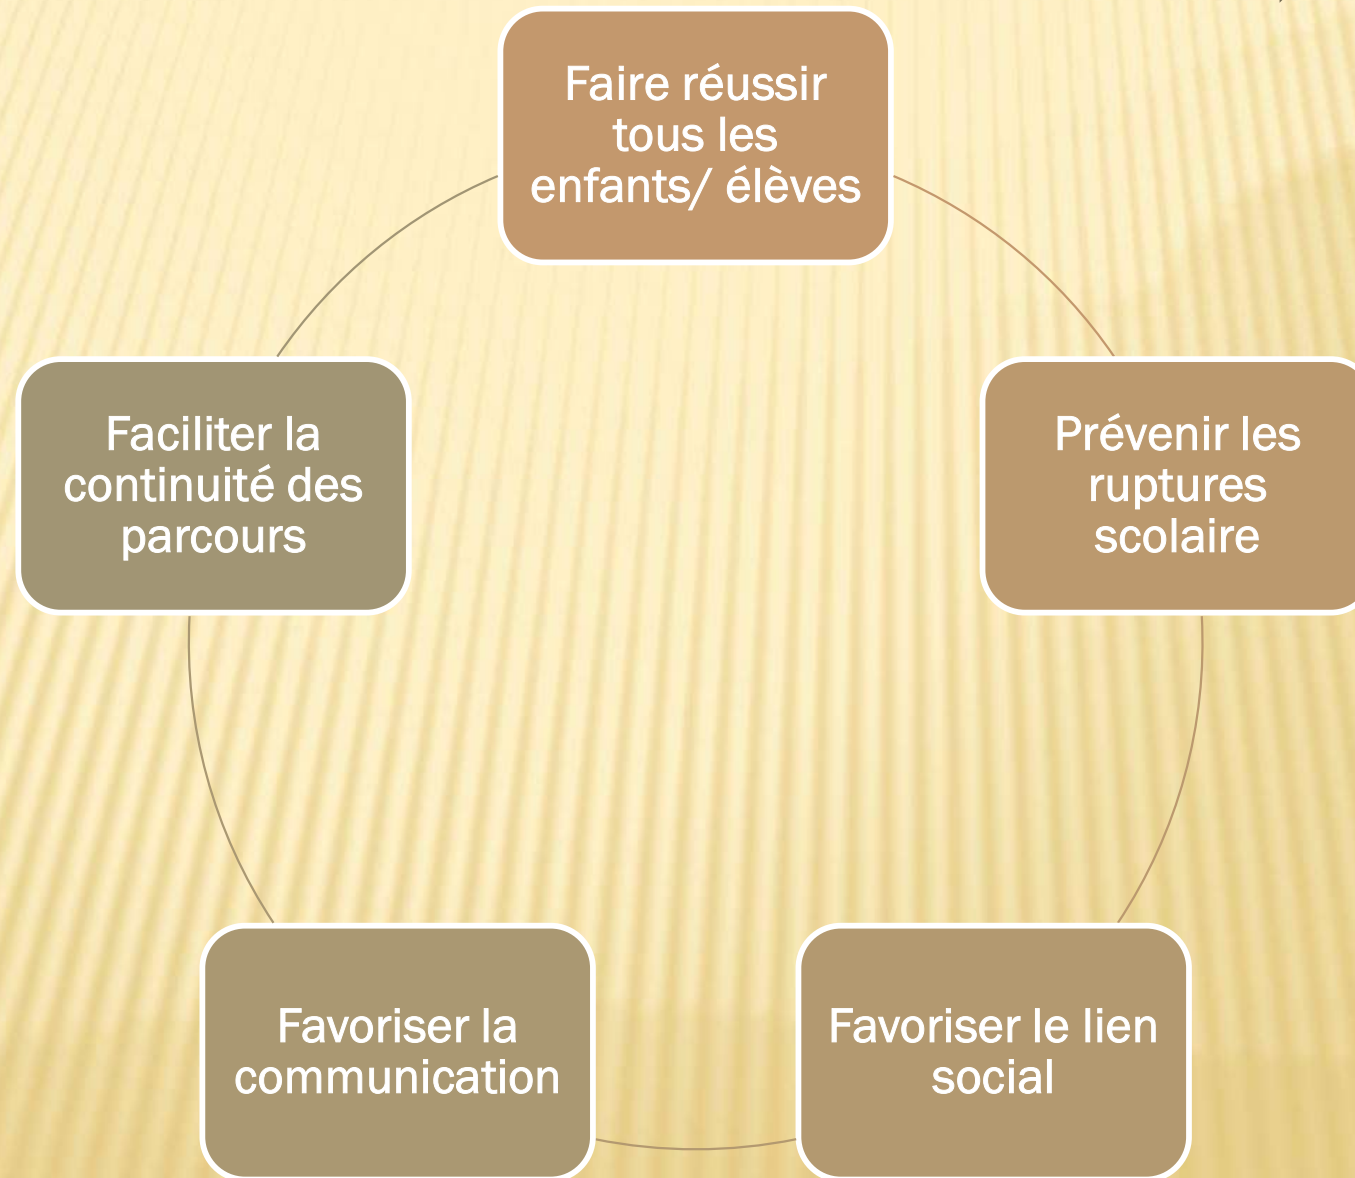 Faire réussir
tous les
enfants/ élèves
Faciliter la
continuité des
parcours
Prévenir les
ruptures
scolaire
Favoriser la
communication
Favoriser le lien
social